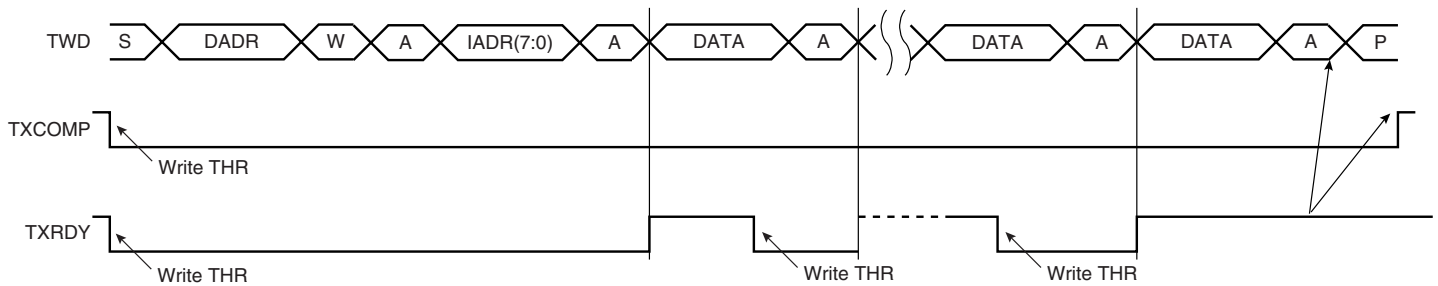 TWD S DADR W A IADR(7:0) A DATA A DATA A DATA A P
TXCOMP
Write THR
TXRDY
Write THR Write THR Write THR